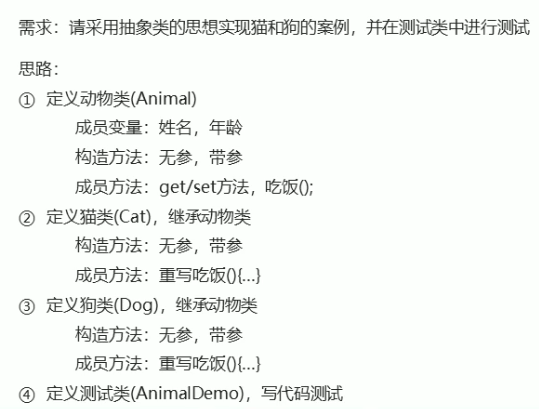 需求：请采用抽象类的思想实现猫和狗的案例，并在测试类中进行测试
思路：
① 定义动物类(Animal)
成员变量：姓名，年龄
构造方法：无参，带参
成员方法：get/set方法，吃饭();
② 定义猫类(Cat)，继承动物类
构造方法：无参，带参
成员方法：重写吃饭(){...}
③ 定义狗类(Dog)，继承动物类
构造方法：无参，带参
成员方法：重写吃饭(){...}
④ 定义测试类(AnimalDemo)，写代码测试